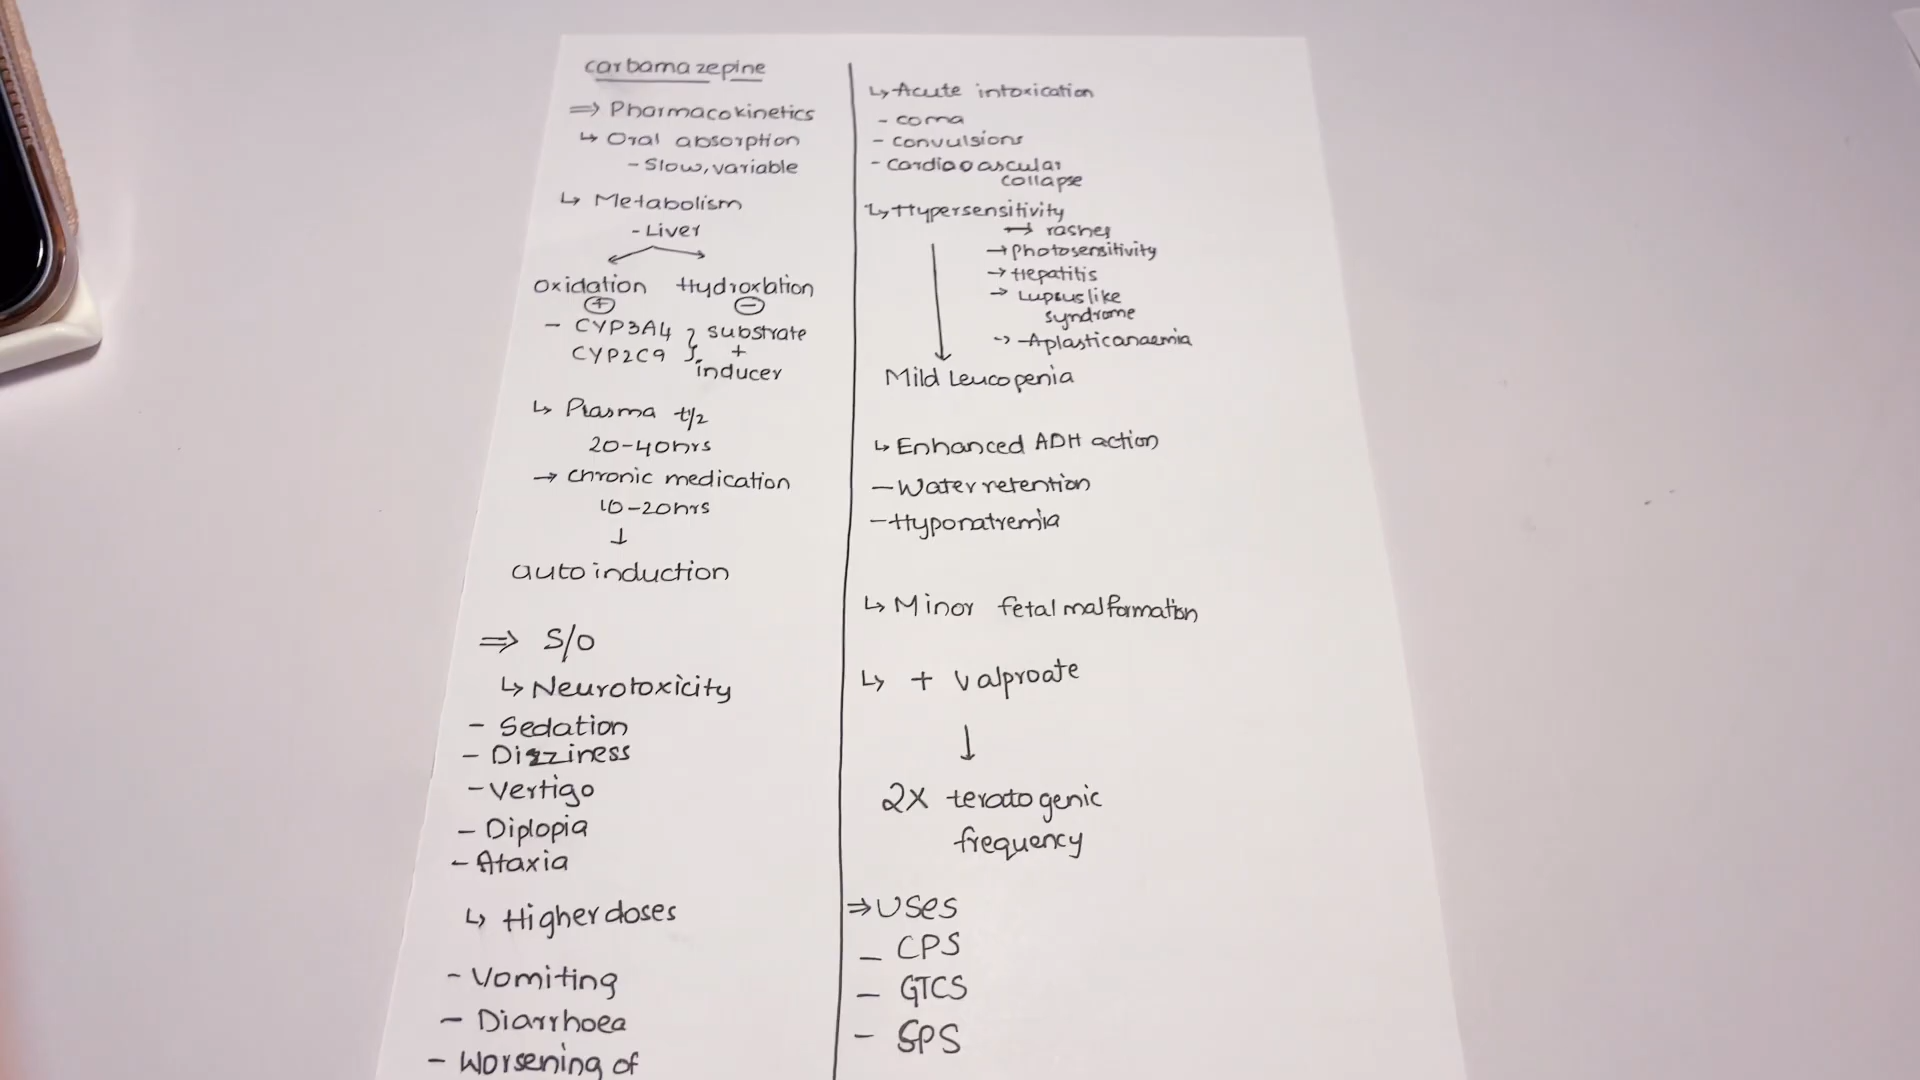 carbamazepine
⇒ Pharmacokinetics
↳ Oral absorption
- Slow, variable
↳ Metabolism
- Liver
Oxidation Hydroxlation
+ -
- CYP3A4 } substrate
CYP2C9 +
inducer
↳ Plasma t1/2
20-40hrs
→ chronic medication
10-20hrs
↓
auto induction
⇒ S/O
↳ Neurotoxicity
- Sedation
- Dizziness
- Vertigo
- Diplopia
- Ataxia
↳ Higher doses
- Vomiting
- Diarrhoea
- Worsening of
↳ Acute intoxication
- coma
- convulsions
- Cardiovascular
collapse
↳ Hypersensitivity
→ rashes
→ Photosensitivity
→ Hepatitis
→ Lupsus like
syndrome
→ Aplastic anaemia
Mild Leucopenia
↳ Enhanced ADH action
- Water retention
- Hyponatremia
↳ Minor fetal malformation
↳ + Valproate
↓
2X teratogenic
frequency
⇒ Uses
- CPS
- GTCS
- SPS